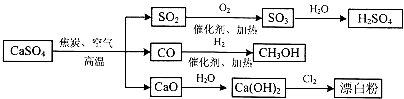 SO₂ O₂ 催化剂、加热 SO₃ H₂O H₂SO₄
CaSO₄ 焦炭、空气 高温 CO H₂ 催化剂、加热 CH₃OH
CaO H₂O Ca(OH)₂ Cl₂ 漂白粉